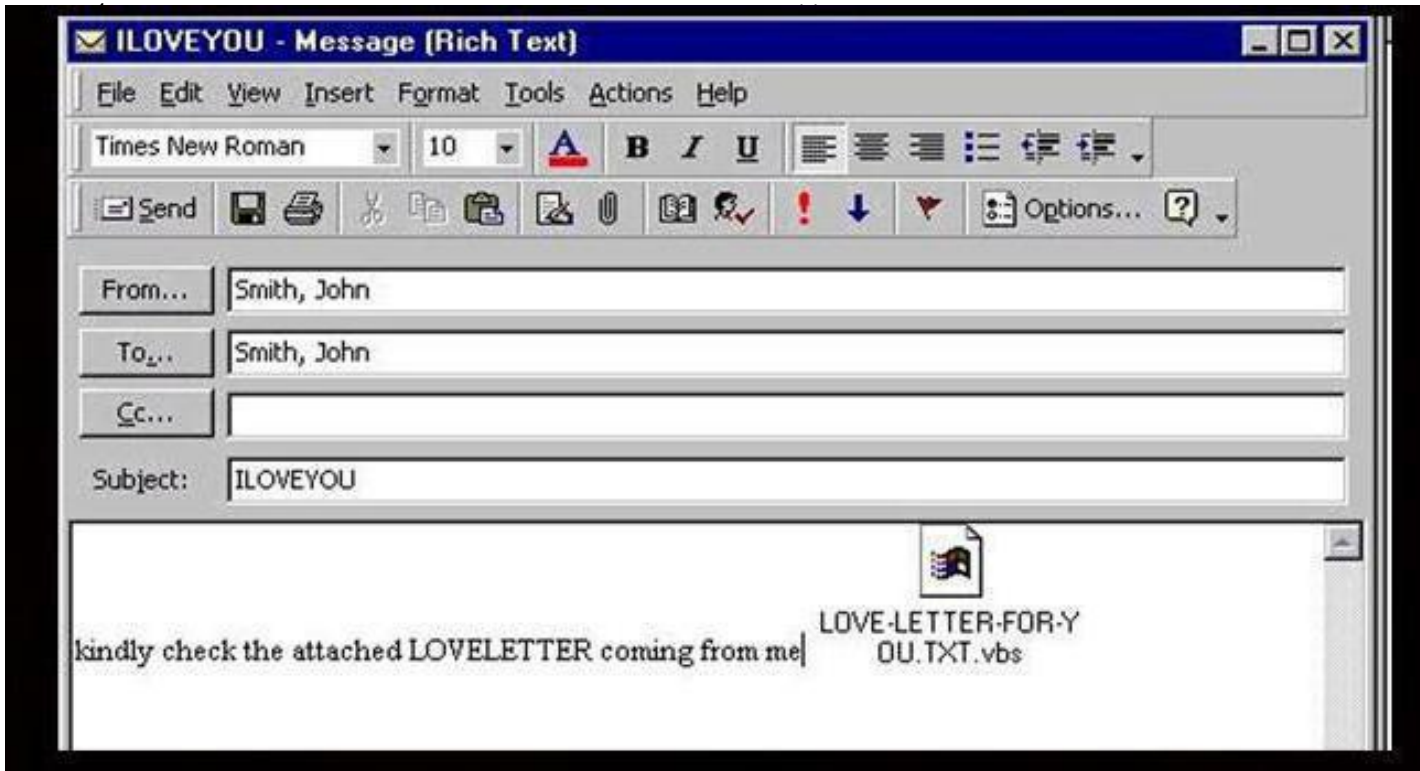 ILOVEYOU - Message (Rich Text)
File Edit View Insert Format Tools Actions Help
Times New Roman 10 A B I U
Send Options...
From... Smith, John
To... Smith, John
Cc...
Subject: ILOVEYOU
kindly check the attached LOVELETTER coming from me
LOVE-LETTER-FOR-Y
OU.TXT.vbs